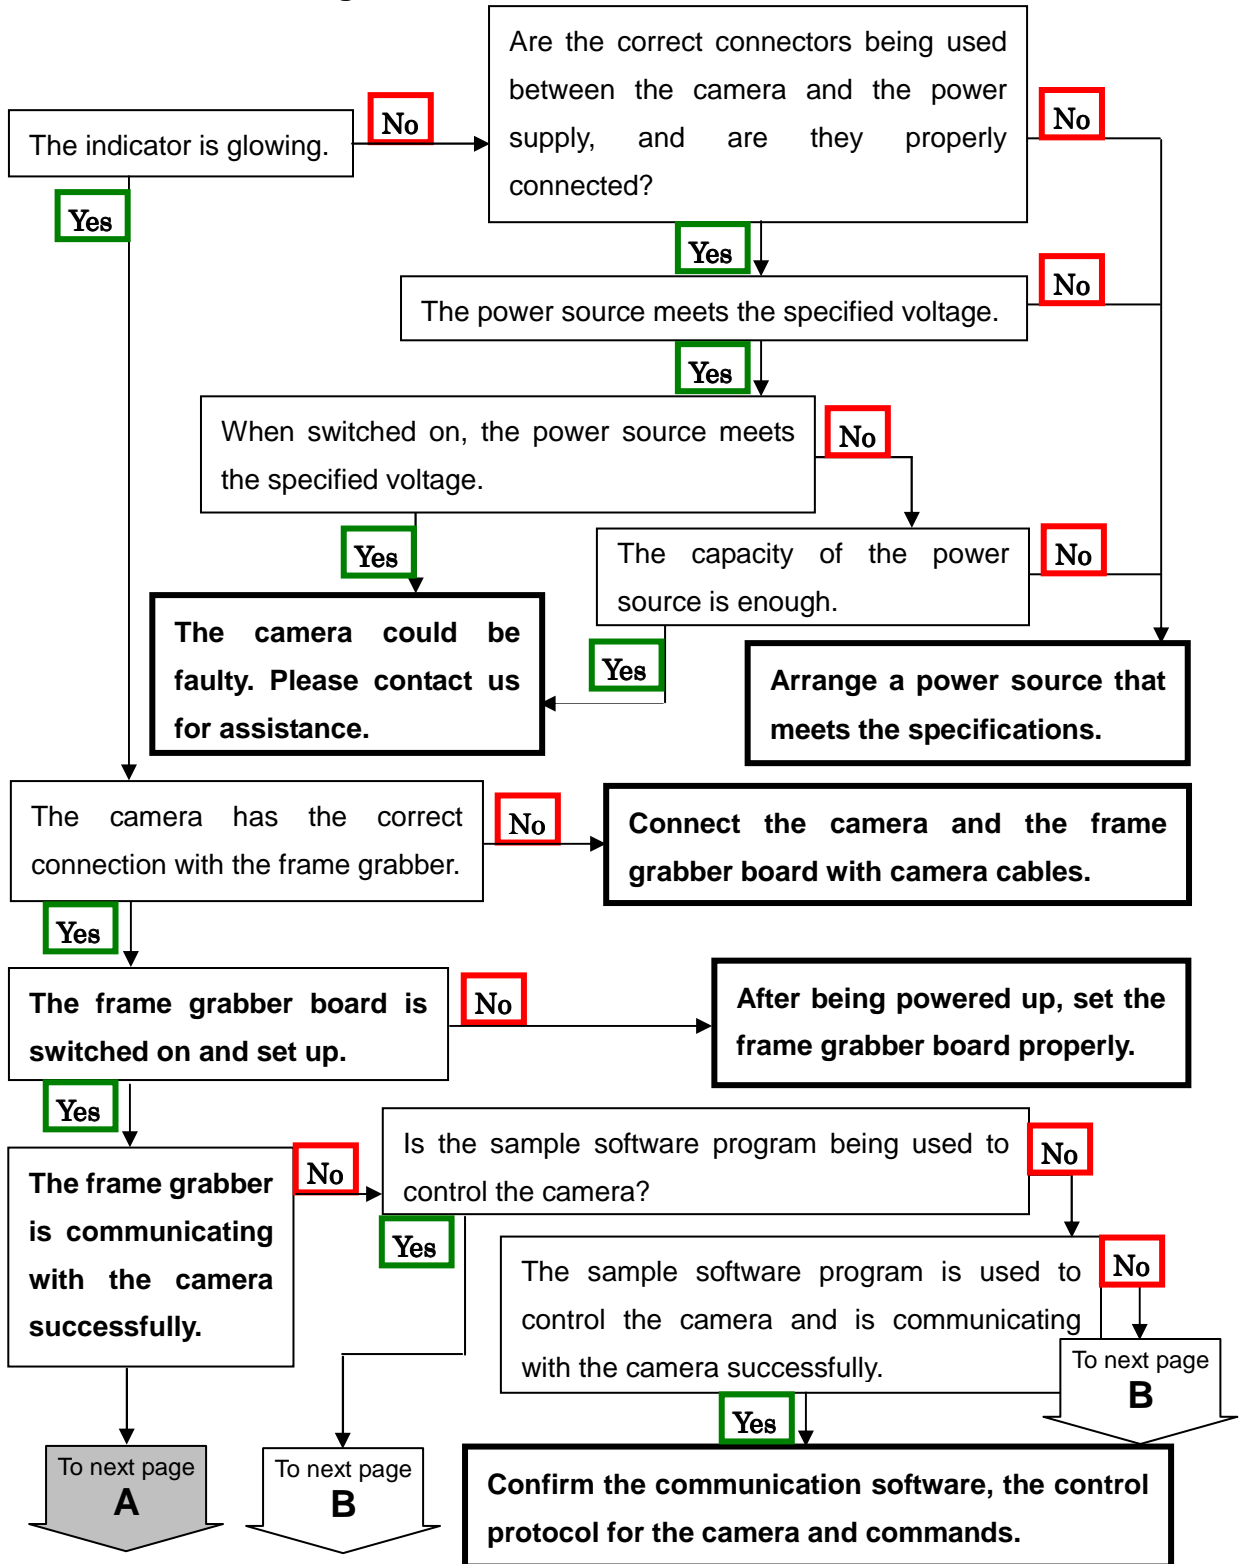 Are the correct connectors being used
between the camera and the power
supply, and are they properly
connected?
No
No
The indicator is glowing.
Yes
Yes
No
The power source meets the specified voltage.
Yes
When switched on, the power source meets
the specified voltage.
No
Yes
The capacity of the power
source is enough.
No
The camera could be
faulty. Please contact us
for assistance.
Yes
Arrange a power source that
meets the specifications.
The camera has the correct
connection with the frame grabber.
No
Connect the camera and the frame
grabber board with camera cables.
Yes
The frame grabber board is
switched on and set up.
No
After being powered up, set the
frame grabber board properly.
Yes
Is the sample software program being used to
control the camera?
No
The frame grabber
is communicating
with the camera
successfully.
No
Yes
The sample software program is used to
control the camera and is communicating
with the camera successfully.
No
To next page
B
Yes
To next page
A
To next page
B
Confirm the communication software, the control
protocol for the camera and commands.